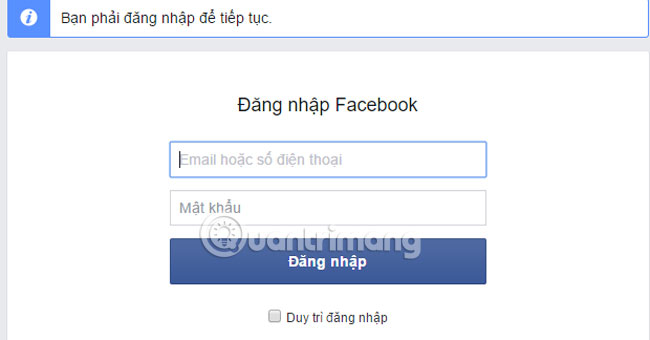 Bạn phải đăng nhập để tiếp tục.
Đăng nhập Facebook
Email hoặc số điện thoại
Mật khẩu
Quantrimang
Đăng nhập
Duy trì đăng nhập